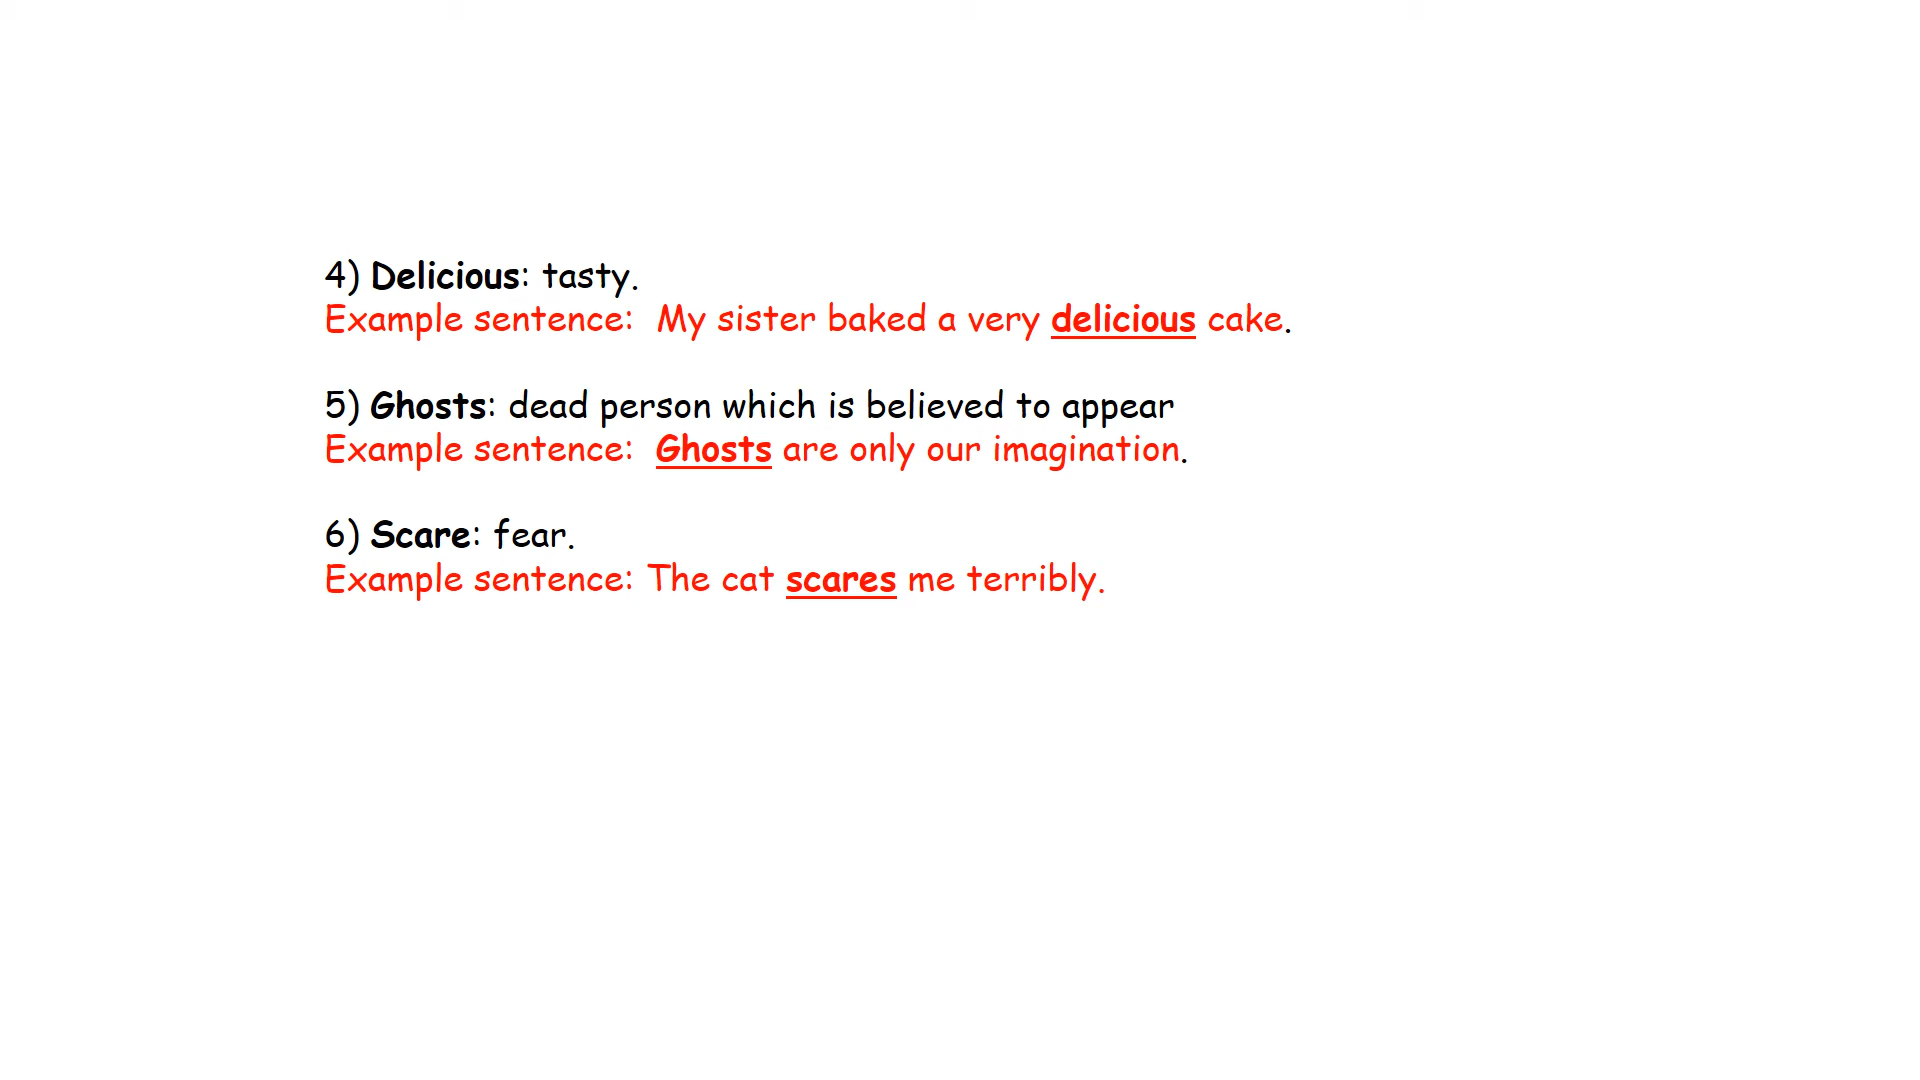 4) Delicious: tasty.
Example sentence:  My sister baked a very delicious cake.
5) Ghosts: dead person which is believed to appear
Example sentence:  Ghosts are only our imagination.
6) Scare: fear.
Example sentence: The cat scares me terribly.